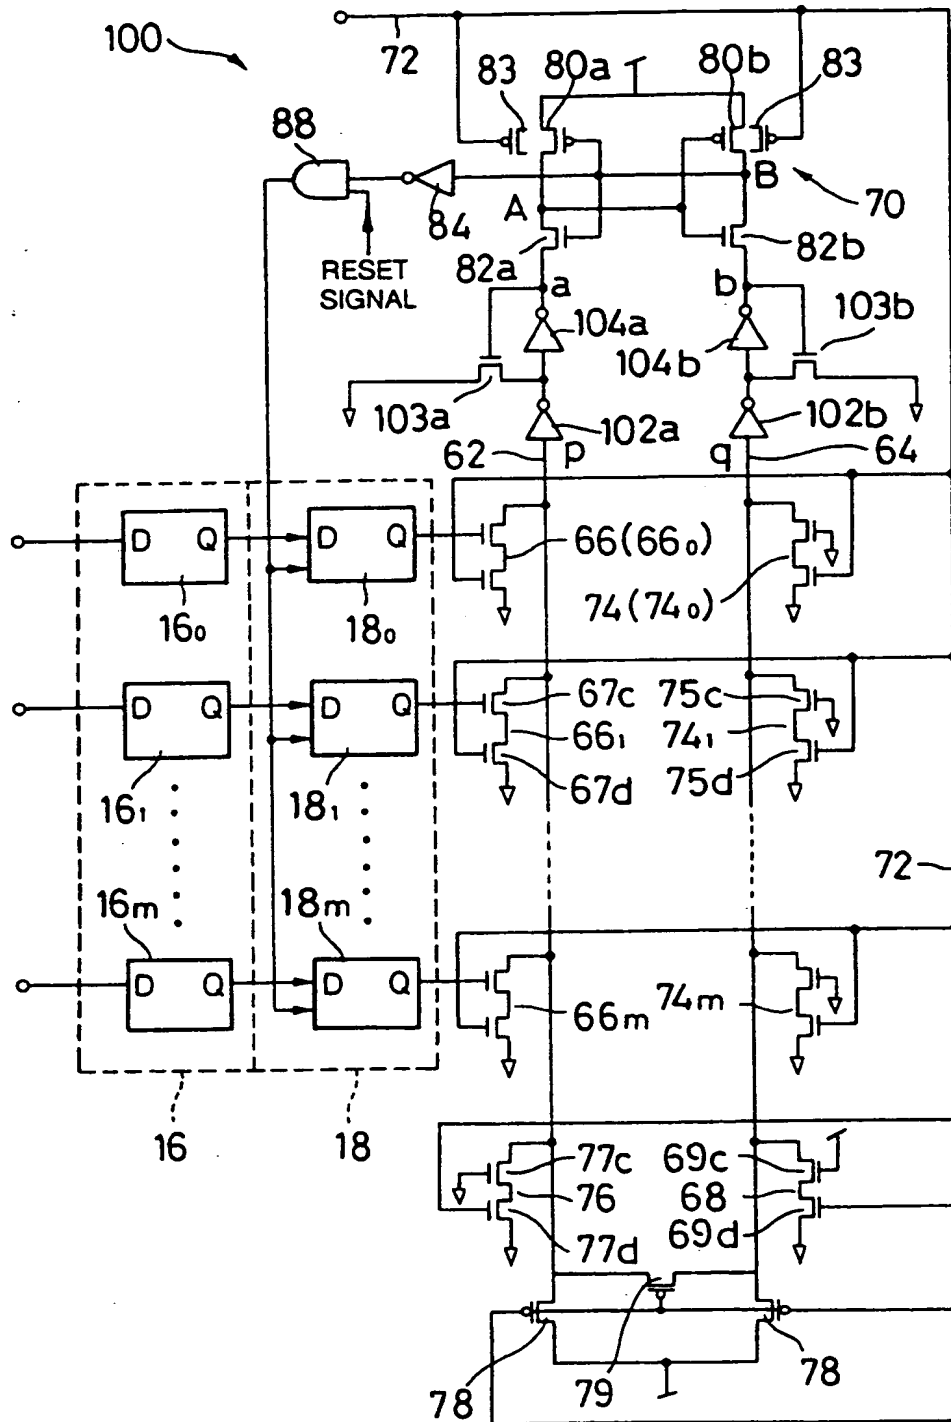 100
72
83
80a
80b
83
88
84
A
B
70
82a
82b
RESET
SIGNAL
a
b
104a
104b
103a
103b
102a
102b
62
p
q
64
D Q
16₀
D Q
18₀
66(66₀)
74(74₀)
D Q
16₁
D Q
18₁
67c
66₁
67d
75c
74₁
75d
72
16m
D Q
18m
D Q
66m
74m
16
18
77c
76
77d
69c
68
69d
78
79
78